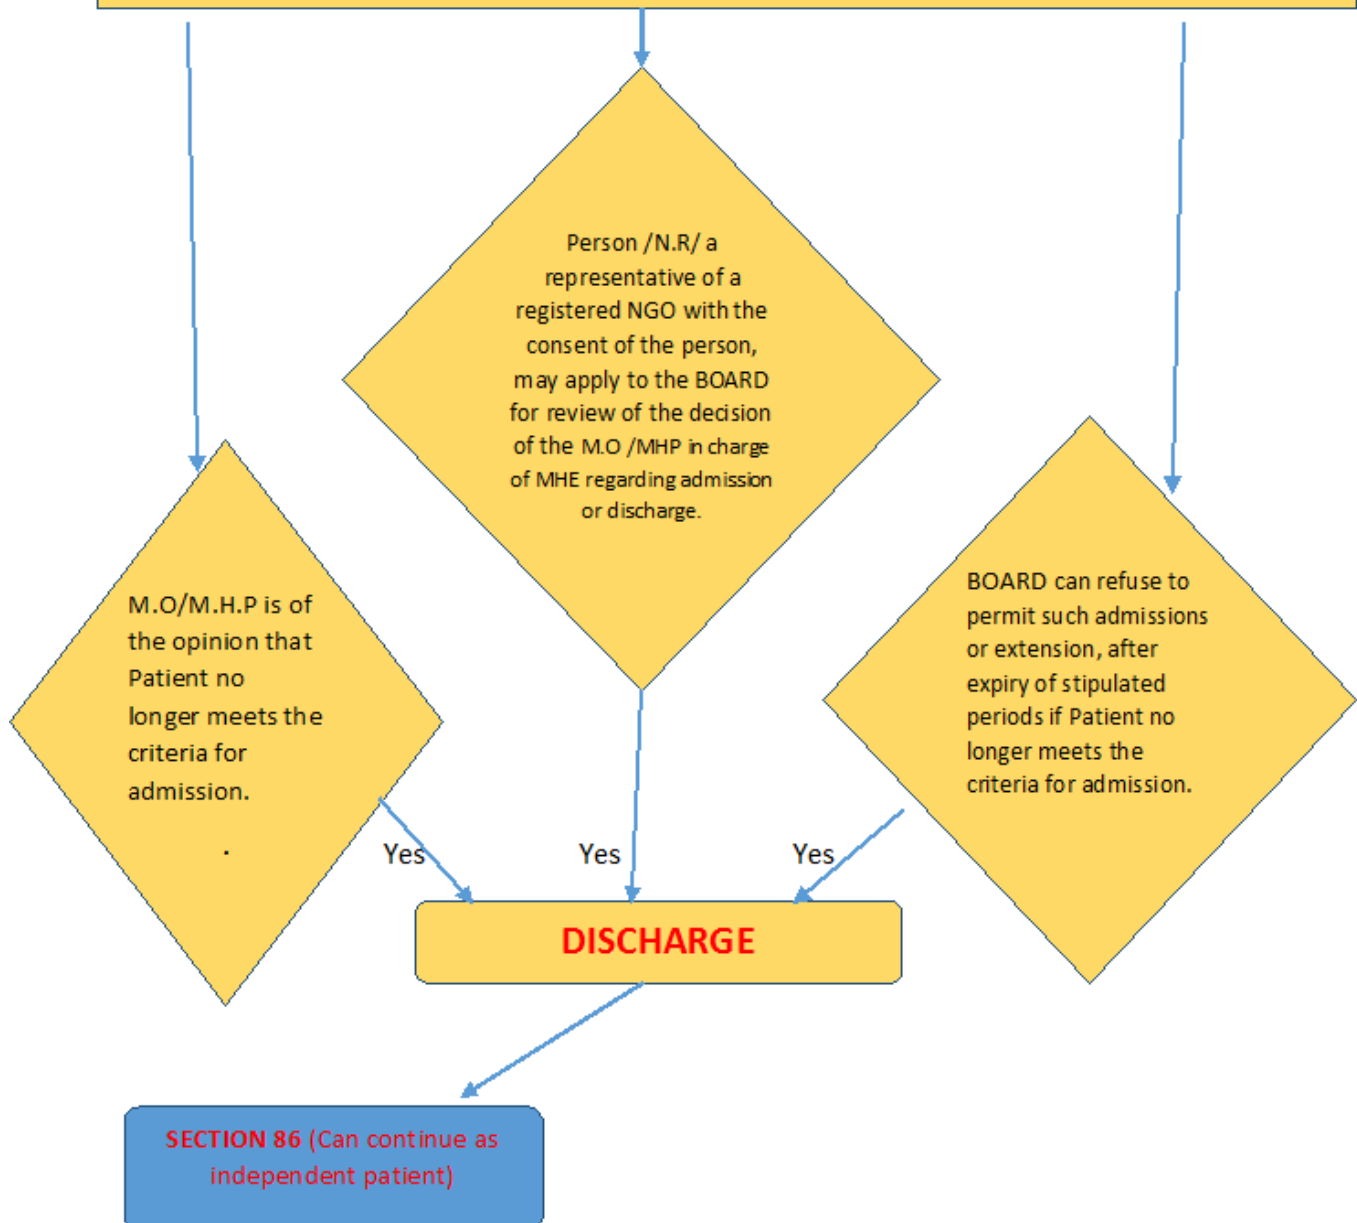 Person /N.R/ a
representative of a
registered NGO with the
consent of the person,
may apply to the BOARD
for review of the decision
of the M.O /MHP in charge
of MHE regarding admission
or discharge.
M.O/M.H.P is of
the opinion that
Patient no
longer meets the
criteria for
admission.
.
BOARD can refuse to
permit such admissions
or extension, after
expiry of stipulated
periods if Patient no
longer meets the
criteria for admission.
Yes
Yes
Yes
DISCHARGE
SECTION 86 (Can continue as
independent patient)